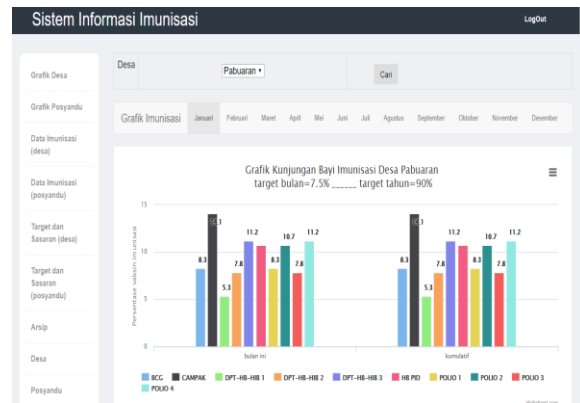 Sistem Informasi Imunisasi
LogOut
Grafik Desa
Grafik Posyandu
Data Imunisasi
(desa)
Data Imunisasi
(posyandu)
Target dan
Sasaran (desa)
Target dan
Sasaran
(posyandu)
Arsip
Desa
Posyandu
Desa
Pabuaran
Cari
Grafik Imunisasi Januari Februari Maret April Mei Juni Juli Agustus September Oktober November Desember
Grafik Kunjungan Bayi Imunisasi Desa Pabuaran
target bulan=7.5% ______ target tahun=90%
Persentase vaksin imunisasi
15
10
5
0
8.3 5.3 7.8 11.2 8.3 10.7 7.8 11.2
8.3 5.3 7.8 11.2 8.3 10.7 7.8 11.2
bulan ini kumulatif
BCG CAMPAK DPT-HB-HIB 1 DPT-HB-HIB 2 DPT-HB-HIB 3 HB PID POLIO 1 POLIO 2 POLIO 3
POLIO 4